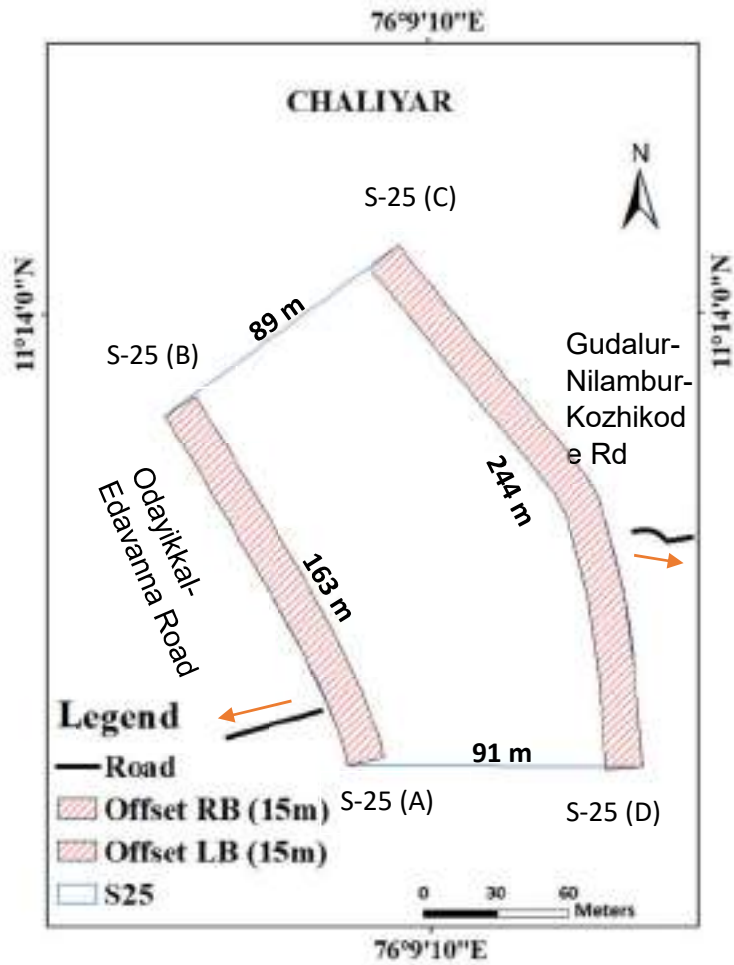 76°9'10"E
CHALIYAR
N
S-25 (C)
11°14'0"N
11°14'0"N
89 m
S-25 (B)
Gudalur-
Nilambur-
Kozhikod
e Rd
244 m
Odayikkal-
Edavanna Road
163 m
Legend
Road
Offset RB (15m)
Offset LB (15m)
S25
91 m
S-25 (A)
S-25 (D)
0 30 60
Meters
76°9'10"E